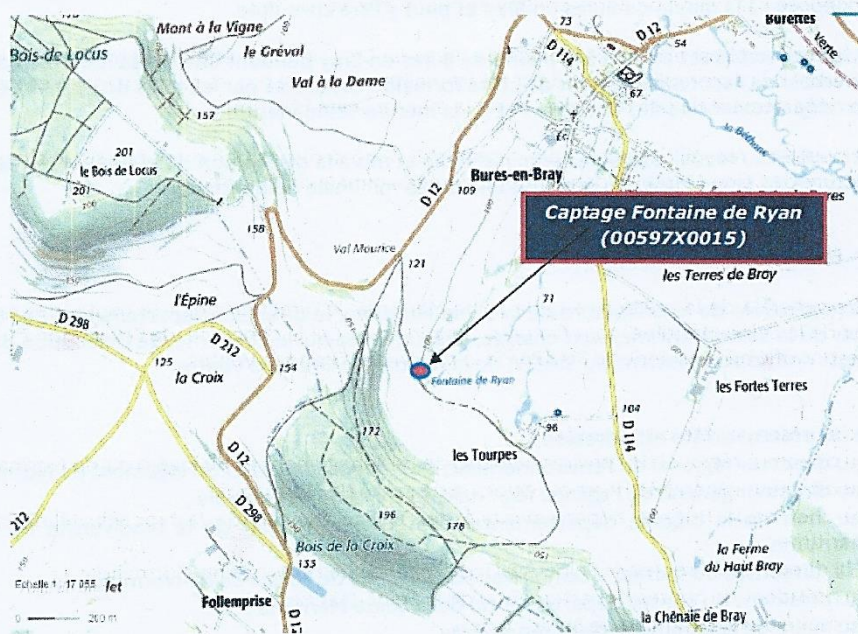 Mont à la Vigne
le Gréval
Bois-de Locus
Val à la Dame
157
201
le Bois de Locus
201
73
D 12
D 114
54
67
Burettes
Verte
la Béthune
Bures-en-Bray
D 12
109
Captage Fontaine de Ryan
(00597X0015)
158
Val Mourice
121
les Terres de Bray
71
l'Épine
D 298
D 212
125
la Croix
154
Fontaine de Ryan
les Fortes Terres
104
D 114
96
les Tourpes
172
D 12
D 298
196
178
212
Bois de la Croix
133
la Ferme
du Haut Bray
Echelle 1: 17 055
let
200 m
Follemprise
la Chênaie de Bray